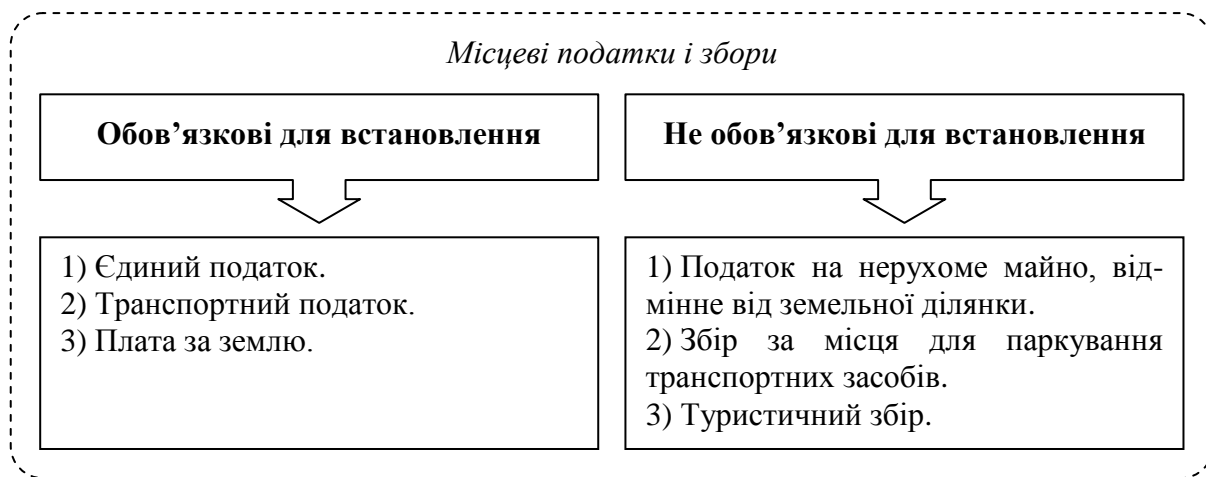 Місцеві податки і збори
Обов’язкові для встановлення
Не обов’язкові для встановлення
1) Єдиний податок.
2) Транспортний податок.
3) Плата за землю.
1) Податок на нерухоме майно, від-
мінне від земельної ділянки.
2) Збір за місця для паркування
транспортних засобів.
3) Туристичний збір.